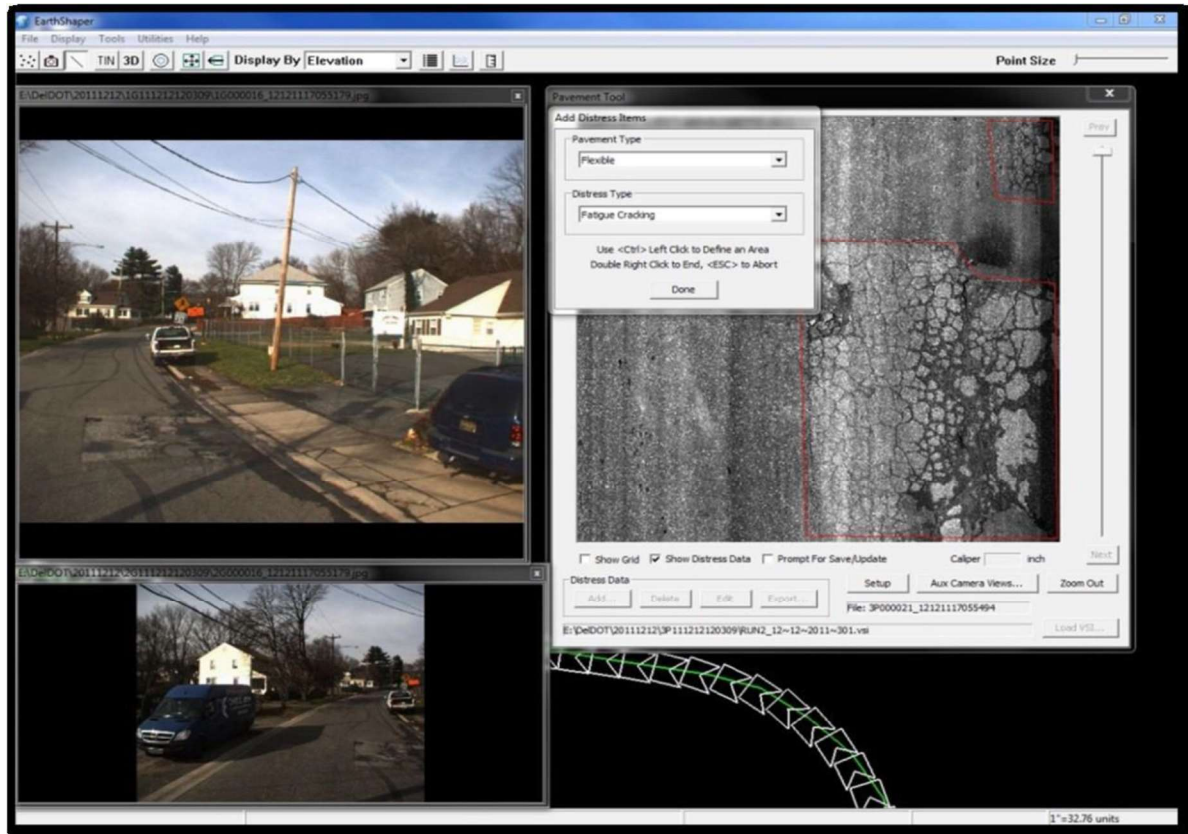 EarthShaper
File Display Tools Utilities Help
TIN 3D Display By Elevation Point Size
E:\DelDOT\20111212\1G111212120309\1G000016_12121117055179.jpg
Pavement Tool
Add Distress Items
Pavement Type
Flexible
Distress Type
Fatigue Cracking
Use <Ctrl> Left Click to Define an Area
Double Right Click to End, <ESC> to Abort
Done
Prev
Show Grid Show Distress Data Prompt For Save/Update Caliper inch Next
Distress Data
Add... Delete Edit Export...
Setup Aux Camera Views... Zoom Out
File: 3P000021_12121117055494
E:\DelDOT\20111212\3P111212120309\RUN2_12~12~2011~301.vsi
Load VSI...
E:\DelDOT\20111212\2G111212120309\2G000016_12121117055179.jpg
1"=32.76 units